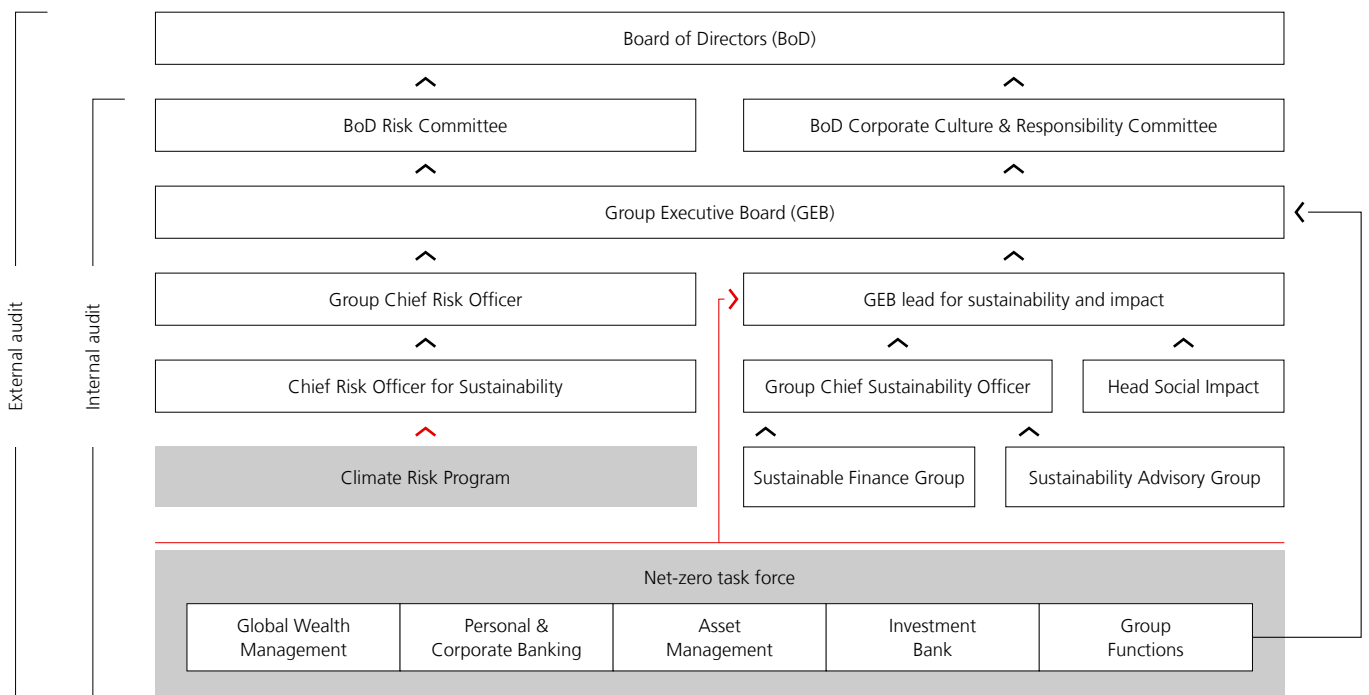 Board of Directors (BoD)
BoD Risk Committee
BoD Corporate Culture & Responsibility Committee
Group Executive Board (GEB)
External audit
Internal audit
Group Chief Risk Officer
GEB lead for sustainability and impact
Chief Risk Officer for Sustainability
Group Chief Sustainability Officer
Head Social Impact
Climate Risk Program
Sustainable Finance Group
Sustainability Advisory Group
Net-zero task force
Global Wealth
Management
Personal &
Corporate Banking
Asset
Management
Investment
Bank
Group
Functions